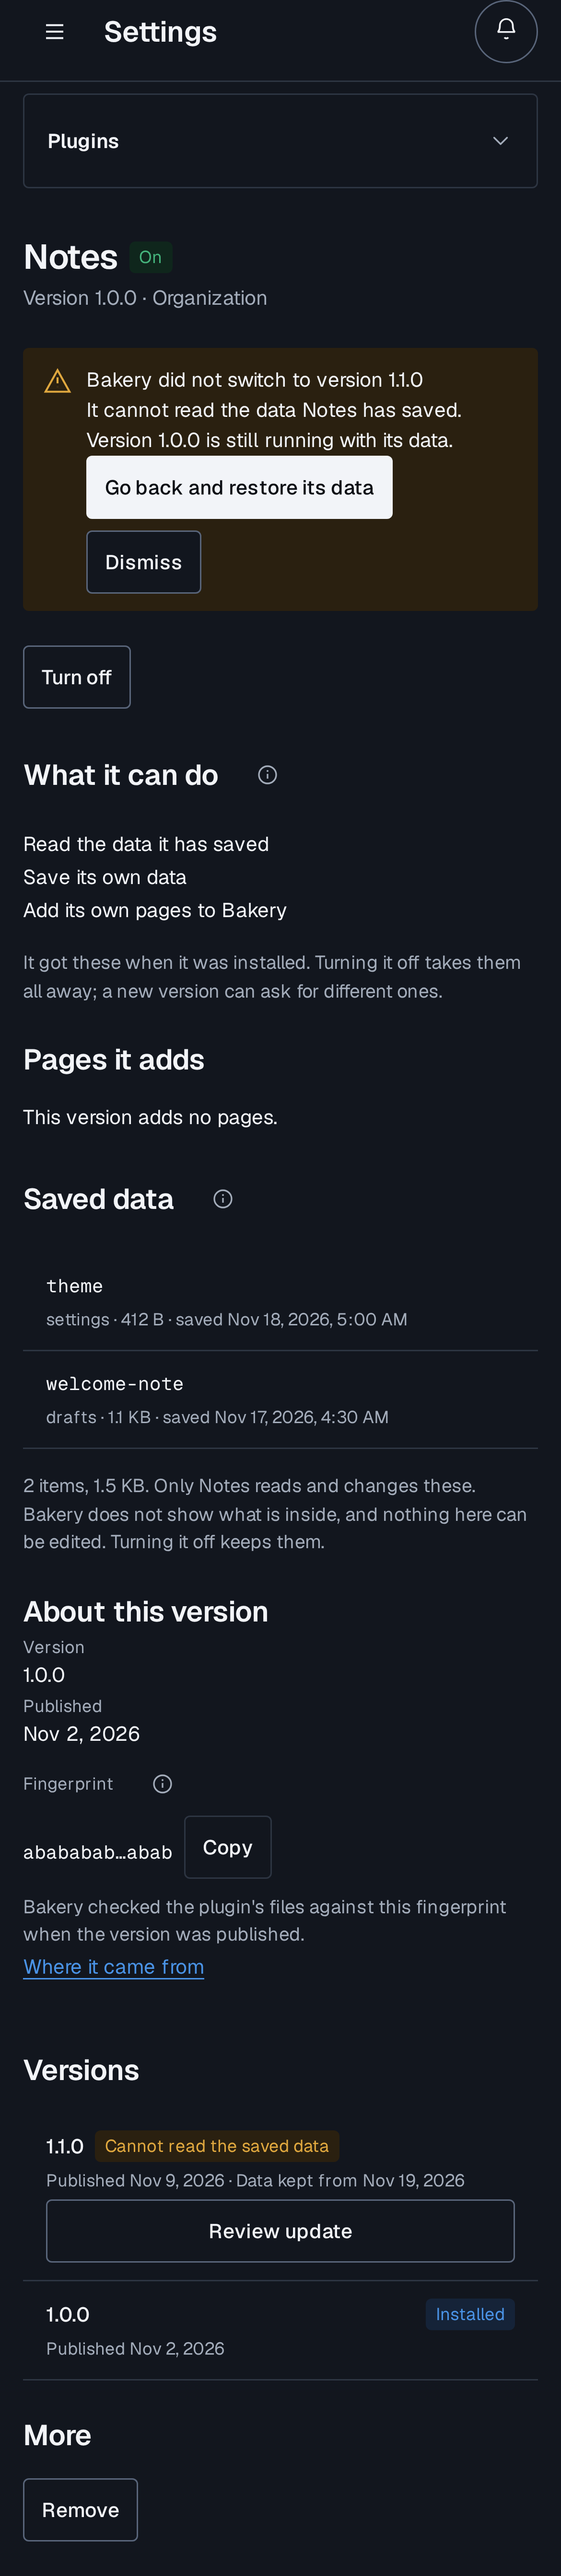 Settings
Plugins
Notes On
Version 1.0.0 · Organization
Bakery did not switch to version 1.1.0
It cannot read the data Notes has saved.
Version 1.0.0 is still running with its data.
Go back and restore its data
Dismiss
Turn off
What it can do
Read the data it has saved
Save its own data
Add its own pages to Bakery
It got these when it was installed. Turning it off takes them
all away; a new version can ask for different ones.
Pages it adds
This version adds no pages.
Saved data
theme
settings · 412 B · saved Nov 18, 2026, 5:00 AM
welcome-note
drafts · 1.1 KB · saved Nov 17, 2026, 4:30 AM
2 items, 1.5 KB. Only Notes reads and changes these.
Bakery does not show what is inside, and nothing here can
be edited. Turning it off keeps them.
About this version
Version
1.0.0
Published
Nov 2, 2026
Fingerprint
abababab…abab Copy
Bakery checked the plugin's files against this fingerprint
when the version was published.
Where it came from
Versions
1.1.0 Cannot read the saved data
Published Nov 9, 2026 · Data kept from Nov 19, 2026
Review update
1.0.0 Installed
Published Nov 2, 2026
More
Remove